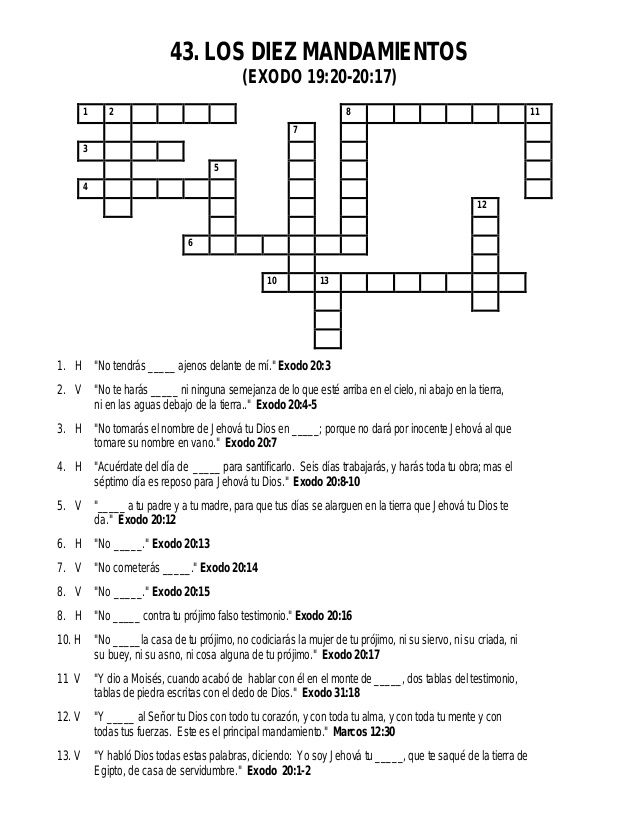 43. LOS DIEZ MANDAMIENTOS
(EXODO 19:20-20:17)
1 2 8 11
7
3
5
4
12
6
10 13
1. H "No tendrás _____ ajenos delante de mí." Exodo 20:3
2. V "No te harás _____ ni ninguna semejanza de lo que esté arriba en el cielo, ni abajo en la tierra,
ni en las aguas debajo de la tierra.." Exodo 20:4-5
3. H "No tomarás el nombre de Jehová tu Dios en _____; porque no dará por inocente Jehová al que
tomare su nombre en vano." Exodo 20:7
4. H "Acuérdate del día de _____ para santificarlo. Seis días trabajarás, y harás toda tu obra; mas el
séptimo día es reposo para Jehová tu Dios." Exodo 20:8-10
5. V "_____ a tu padre y a tu madre, para que tus días se alarguen en la tierra que Jehová tu Dios te
da." Exodo 20:12
6. H "No _____." Exodo 20:13
7. V "No cometerás _____." Exodo 20:14
8. V "No _____." Exodo 20:15
8. H "No _____ contra tu prójimo falso testimonio." Exodo 20:16
10. H "No _____la casa de tu prójimo, no codiciarás la mujer de tu prójimo, ni su siervo, ni su criada, ni
su buey, ni su asno, ni cosa alguna de tu prójimo." Exodo 20:17
11 V "Y dio a Moisés, cuando acabó de hablar con él en el monte de _____, dos tablas del testimonio,
tablas de piedra escritas con el dedo de Dios." Exodo 31:18
12. V "Y _____ al Señor tu Dios con todo tu corazón, y con toda tu alma, y con toda tu mente y con
todas tus fuerzas. Este es el principal mandamiento." Marcos 12:30
13. V "Y habló Dios todas estas palabras, diciendo: Yo soy Jehová tu _____, que te saqué de la tierra de
Egipto, de casa de servidumbre." Exodo 20:1-2